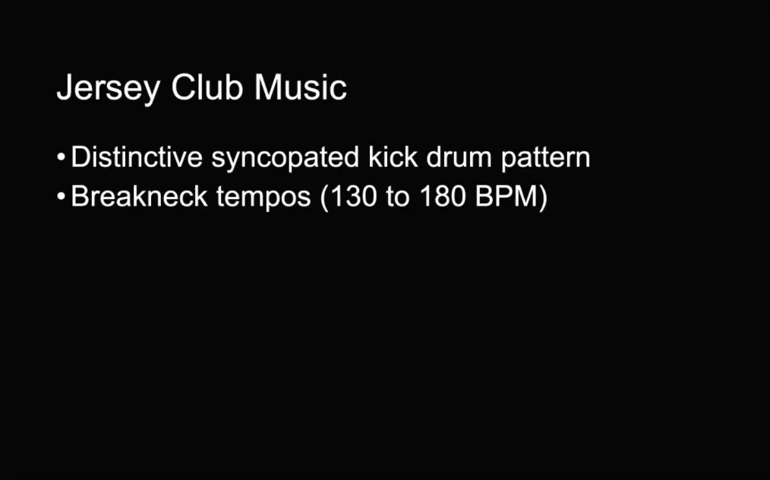 Jersey Club Music
• Distinctive syncopated kick drum pattern
• Breakneck tempos (130 to 180 BPM)